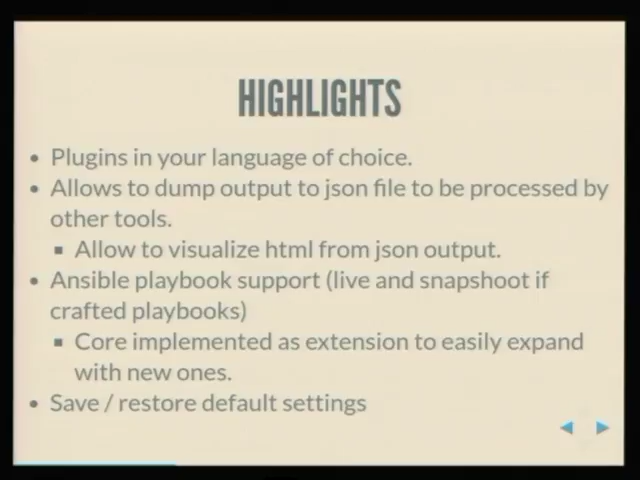 HIGHLIGHTS
• Plugins in your language of choice.
• Allows to dump output to json file to be processed by
other tools.
▪ Allow to visualize html from json output.
• Ansible playbook support (live and snapshoot if
crafted playbooks)
▪ Core implemented as extension to easily expand
with new ones.
• Save / restore default settings